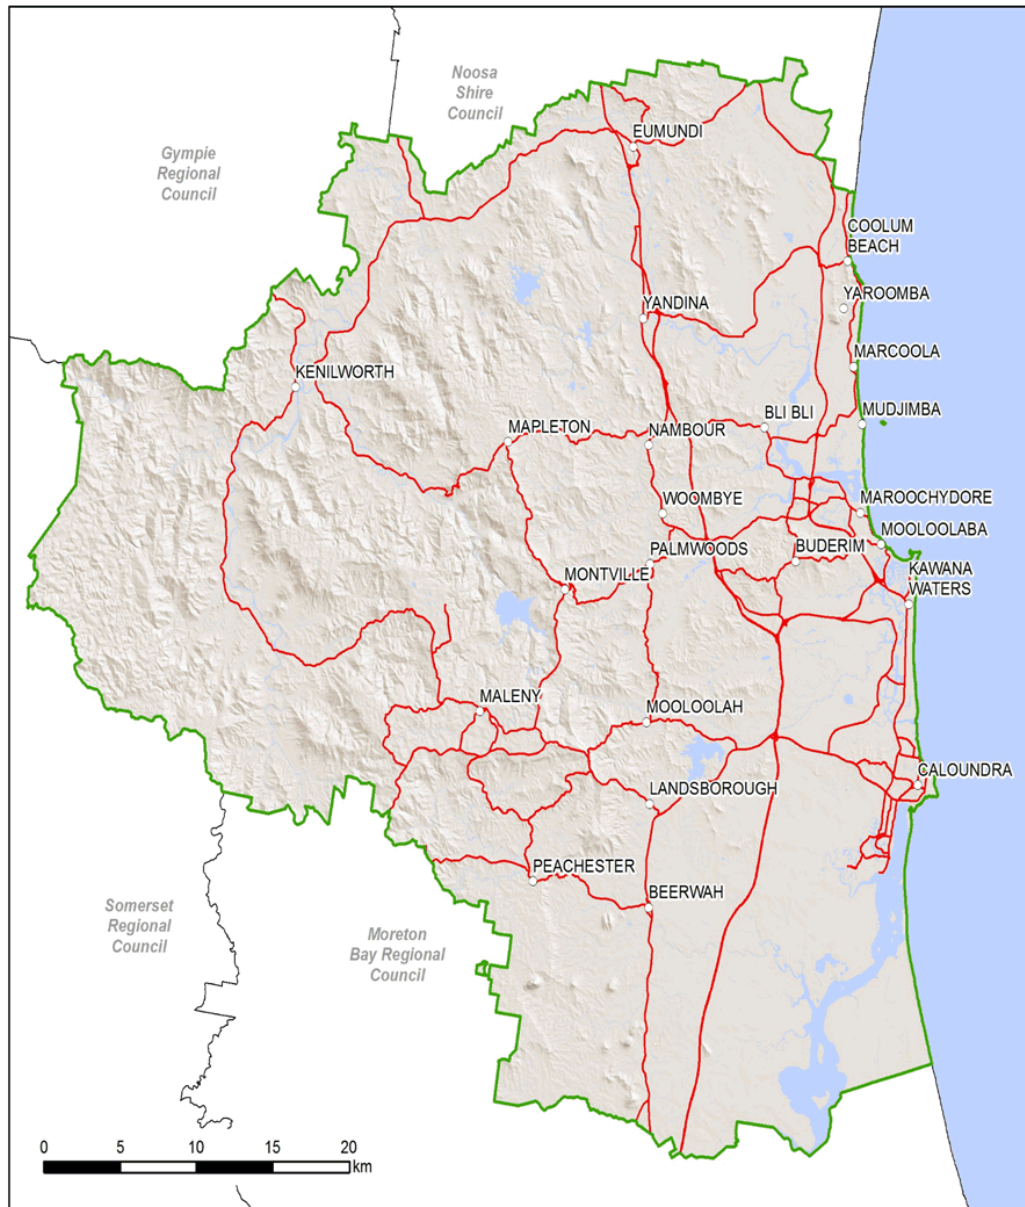 Noosa
Shire
Council
Gympie
Regional
Council
EUMUNDI
COOLUM
BEACH
YAROOMBA
YANDINA
MARCOOLA
KENILWORTH
MAPLETON
NAMBOUR
BLI BLI
MUDJIMBA
WOOMBYE
MAROOCHYDORE
MOOLOOLABA
PALMWOODS
BUDERIM
KAWANA
WATERS
MONTVILLE
MALENY
MOOLOOLAH
CALOUNDRA
LANDSBOROUGH
PEACHESTER
BEERWAH
Somerset
Regional
Council
Moreton
Bay Regional
Council
0 5 10 15 20
km